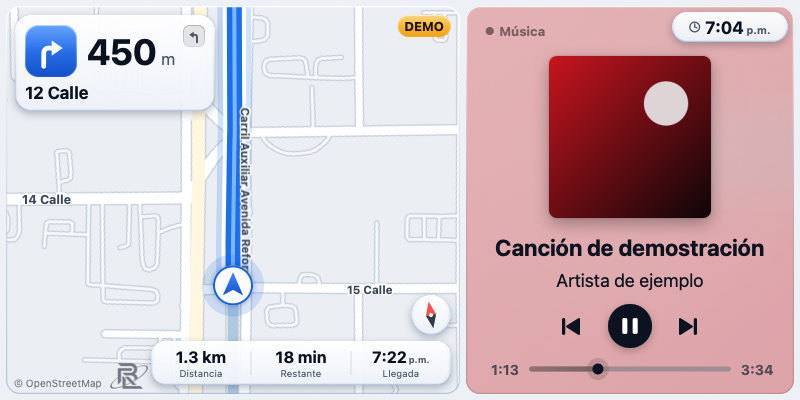 450 m
12 Calle
DEMO
Carril Auxiliar Avenida Refor
14 Calle
15 Calle
1.3 km
Distancia
18 min
Restante
7:22 p.m.
Llegada
© OpenStreetMap
Música
7:04 p.m.
Canción de demostración
Artista de ejemplo
1:13
3:34